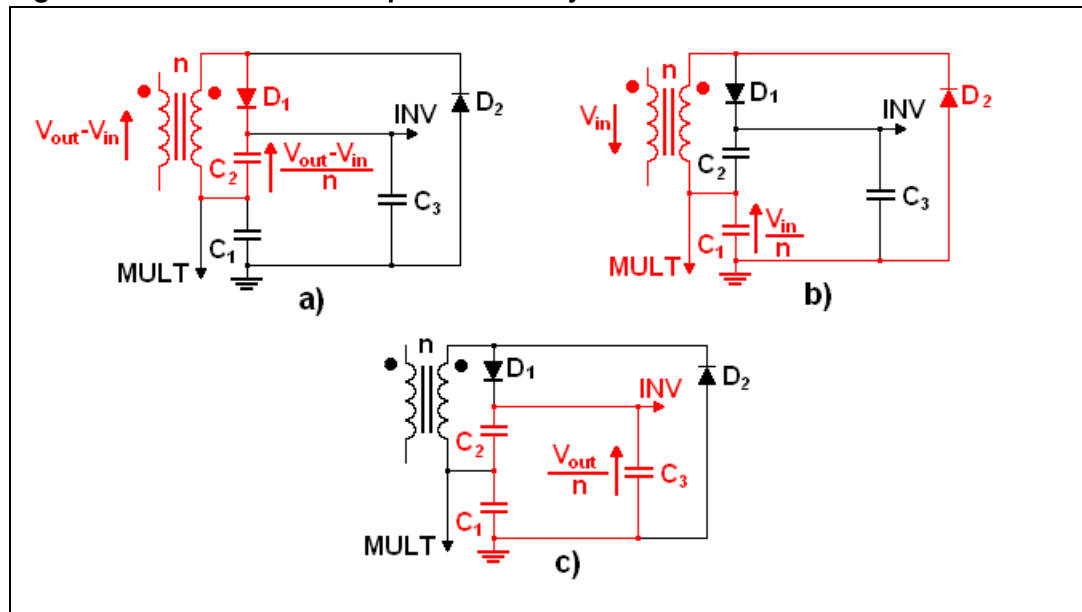 n
D₁
D₂
INV
Vout-Vin
C₂
Vout-Vin
n
C₃
C₁
MULT
a)
n
D₁
D₂
INV
Vin
C₂
C₃
C₁
Vin
n
MULT
b)
n
D₁
D₂
INV
C₂
Vout
n
C₃
C₁
MULT
c)